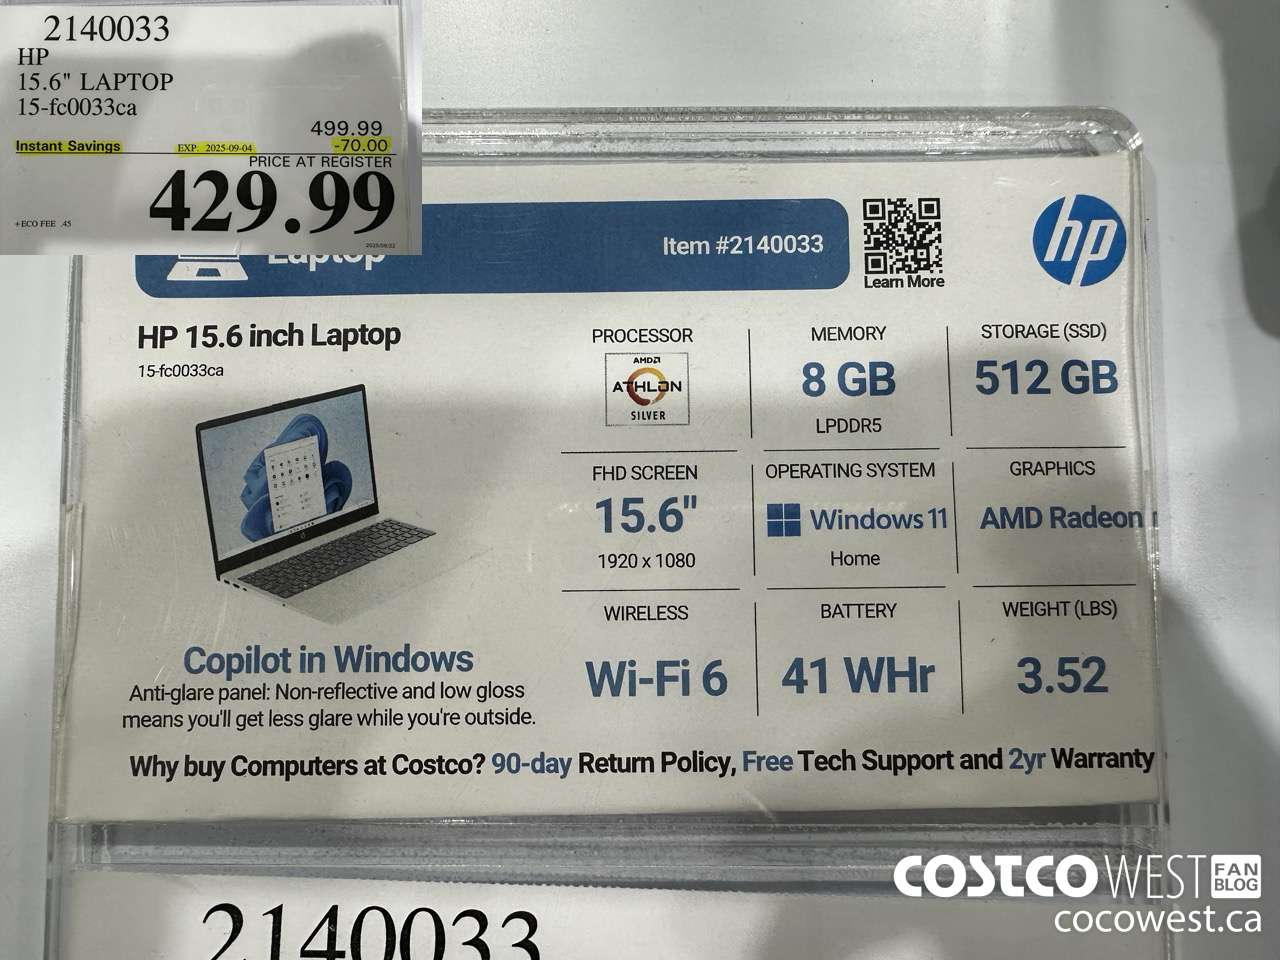 2140033
HP
15.6" LAPTOP
15-fc0033ca
499.99
Instant Savings EXP. 2025-09-04 -70.00
PRICE AT REGISTER
429.99
+ECO FEE .45
2025/08/22
Laptop
Item #2140033
Learn More
hp
HP 15.6 inch Laptop
15-fc0033ca
PROCESSOR
AMD
ATHLON
SILVER
MEMORY
8 GB
LPDDR5
STORAGE (SSD)
512 GB
FHD SCREEN
15.6"
1920 x 1080
OPERATING SYSTEM
Windows 11
Home
GRAPHICS
AMD Radeon
WIRELESS
Wi-Fi 6
BATTERY
41 WHr
WEIGHT (LBS)
3.52
Copilot in Windows
Anti-glare panel: Non-reflective and low gloss
means you'll get less glare while you're outside.
Why buy Computers at Costco? 90-day Return Policy, Free Tech Support and 2yr Warranty
2140033
COSTCO WEST FAN BLOG
cocowest.ca